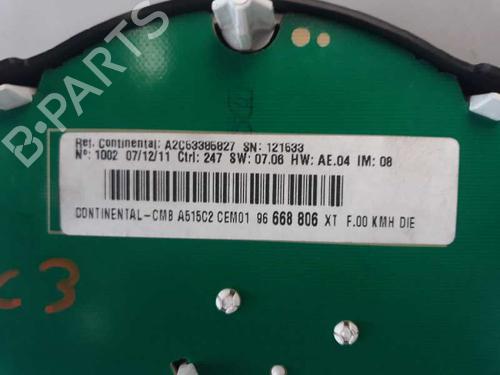 Ref. Continental: A2C53386827 SN: 121633
Nº: 1002 07/12/11 Ctrl: 247 SW: 07.06 HW: AE.04 IM: 08
CONTINENTAL-CMB A515C2 CEM01 96 668 806 XT F.00 KMH DIE
C3
B-PARTS